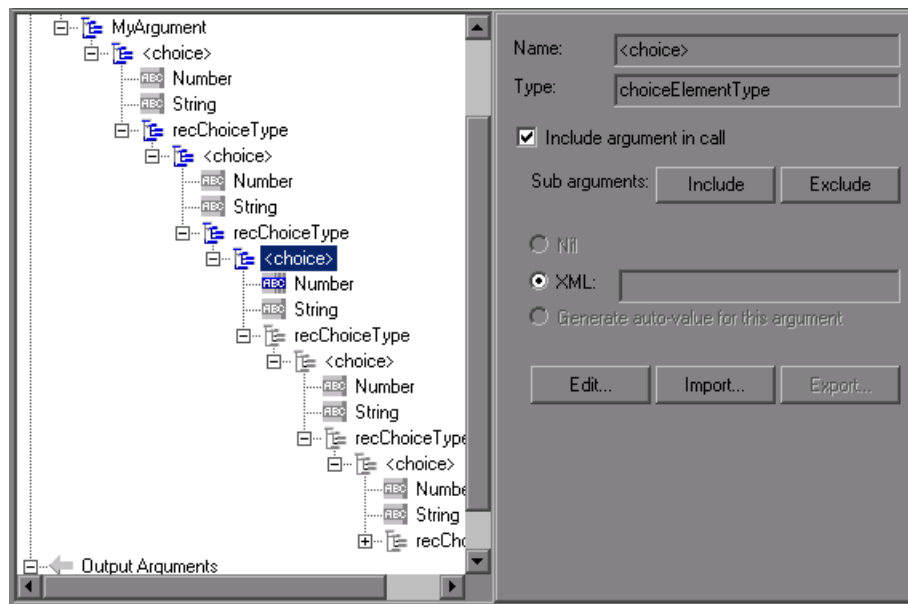 MyArgument
<choice>
Number
String
recChoiceType
<choice>
Number
String
recChoiceType
<choice>
Number
String
recChoiceType
<choice>
Number
String
recChoiceType
<choice>
Numbe
String
recCho
Output Arguments
Name: <choice>
Type: choiceElementType
Include argument in call
Sub arguments: Include Exclude
Nil
XML:
Generate auto-value for this argument
Edit... Import... Export...